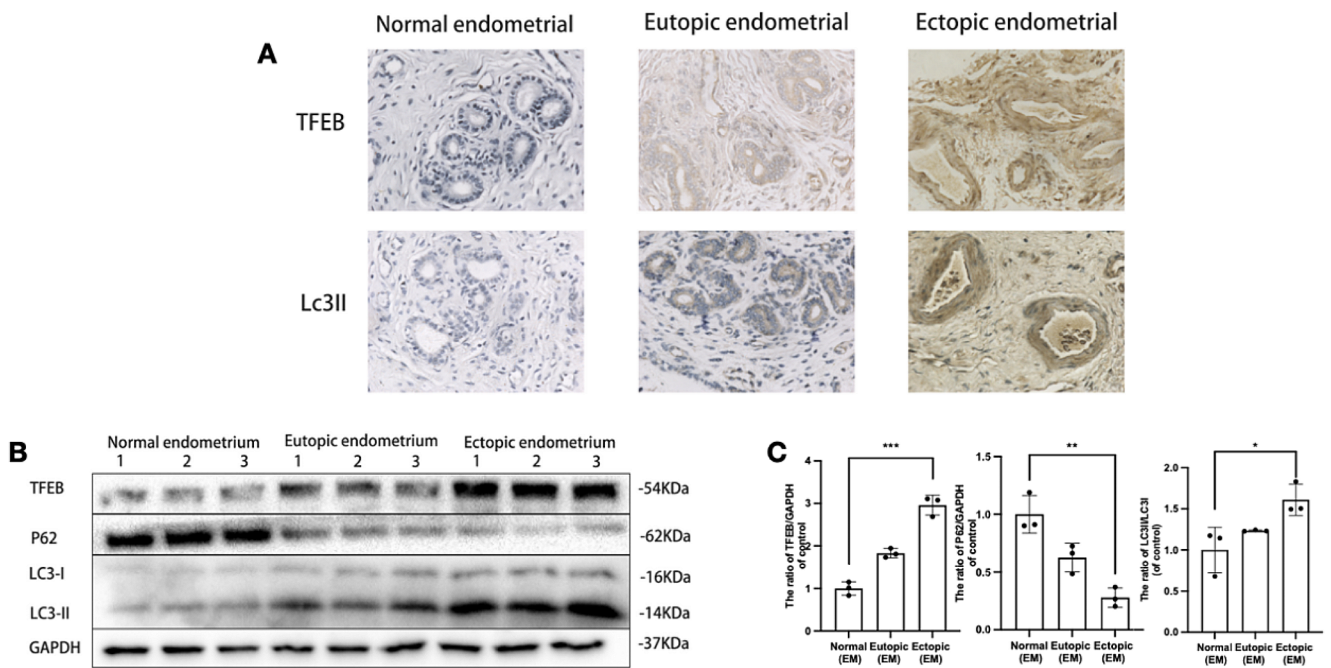 Normal endometrial
Eutopic endometrial
Ectopic endometrial
A
TFEB
Lc3II
B
Normal endometrium
Eutopic endometrium
Ectopic endometrium
1 2 3 1 2 3 1 2 3
TFEB
-54KDa
P62
-62KDa
LC3-I
-16KDa
LC3-II
-14KDa
GAPDH
-37KDa
C
The ratio of TFEB/GAPDH
of control
4
3
2
1
0
***
Normal Eutopic Ectopic
(EM) (EM) (EM)
The ratio of P62/GAPDH
of control
1.5
1.0
0.5
0.0
**
Normal Eutopic Ectopic
(EM) (EM) (EM)
The ratio of LC3II/LC3I
(of control)
2.0
1.5
1.0
0.5
0.0
*
Normal Eutopic Ectopic
(EM) (EM) (EM)